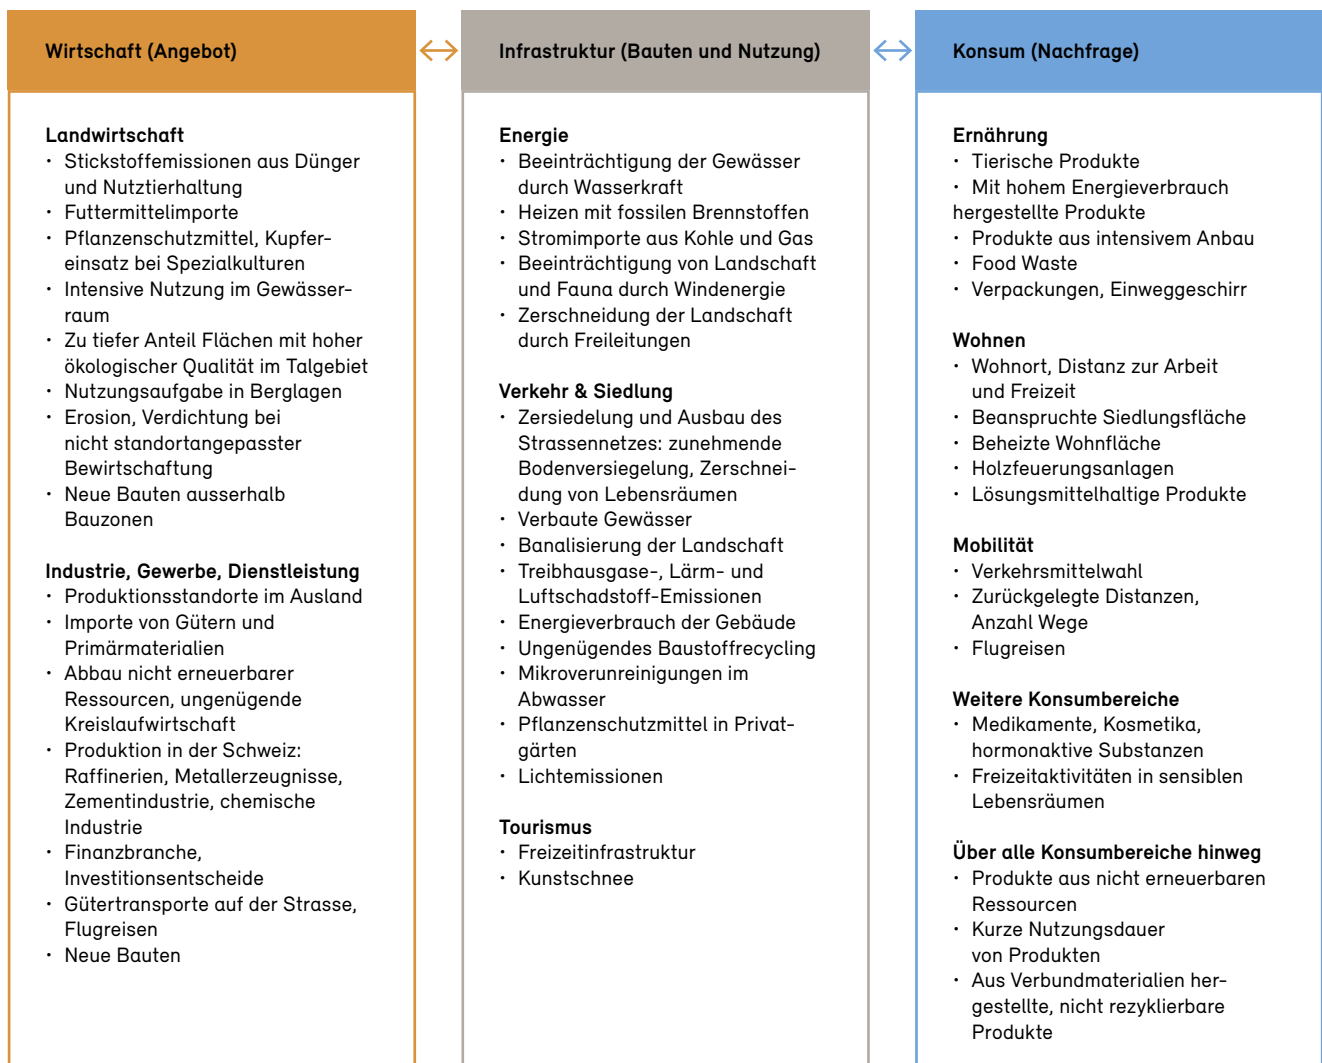 Wirtschaft (Angebot)
Landwirtschaft
· Stickstoffemissionen aus Dünger
und Nutztierhaltung
· Futtermittelimporte
· Pflanzenschutzmittel, Kupfer-
einsatz bei Spezialkulturen
· Intensive Nutzung im Gewässer-
raum
· Zu tiefer Anteil Flächen mit hoher
ökologischer Qualität im Talgebiet
· Nutzungsaufgabe in Berglagen
· Erosion, Verdichtung bei
nicht standortangepasster
Bewirtschaftung
· Neue Bauten ausserhalb
Bauzonen
Industrie, Gewerbe, Dienstleistung
· Produktionsstandorte im Ausland
· Importe von Gütern und
Primärmaterialien
· Abbau nicht erneuerbarer
Ressourcen, ungenügende
Kreislaufwirtschaft
· Produktion in der Schweiz:
Raffinerien, Metallerzeugnisse,
Zementindustrie, chemische
Industrie
· Finanzbranche,
Investitionsentscheide
· Gütertransporte auf der Strasse,
Flugreisen
· Neue Bauten
Infrastruktur (Bauten und Nutzung)
Energie
· Beeinträchtigung der Gewässer
durch Wasserkraft
· Heizen mit fossilen Brennstoffen
· Stromimporte aus Kohle und Gas
· Beeinträchtigung von Landschaft
und Fauna durch Windenergie
· Zerschneidung der Landschaft
durch Freileitungen
Verkehr & Siedlung
· Zersiedelung und Ausbau des
Strassennetzes: zunehmende
Bodenversiegelung, Zerschnei-
dung von Lebensräumen
· Verbaute Gewässer
· Banalisierung der Landschaft
· Treibhausgase-, Lärm- und
Luftschadstoff-Emissionen
· Energieverbrauch der Gebäude
· Ungenügendes Baustoffrecycling
· Mikroverunreinigungen im
Abwasser
· Pflanzenschutzmittel in Privat-
gärten
· Lichtemissionen
Tourismus
· Freizeitinfrastruktur
· Kunstschnee
Konsum (Nachfrage)
Ernährung
· Tierische Produkte
· Mit hohem Energieverbrauch
hergestellte Produkte
· Produkte aus intensivem Anbau
· Food Waste
· Verpackungen, Einweggeschirr
Wohnen
· Wohnort, Distanz zur Arbeit
und Freizeit
· Beanspruchte Siedlungsfläche
· Beheizte Wohnfläche
· Holzfeuerungsanlagen
· Lösungsmittelhaltige Produkte
Mobilität
· Verkehrsmittelwahl
· Zurückgelegte Distanzen,
Anzahl Wege
· Flugreisen
Weitere Konsumbereiche
· Medikamente, Kosmetika,
hormonaktive Substanzen
· Freizeitaktivitäten in sensiblen
Lebensräumen
Über alle Konsumbereiche hinweg
· Produkte aus nicht erneuerbaren
Ressourcen
· Kurze Nutzungsdauer
von Produkten
· Aus Verbundmaterialien her-
gestellte, nicht rezyklierbare
Produkte